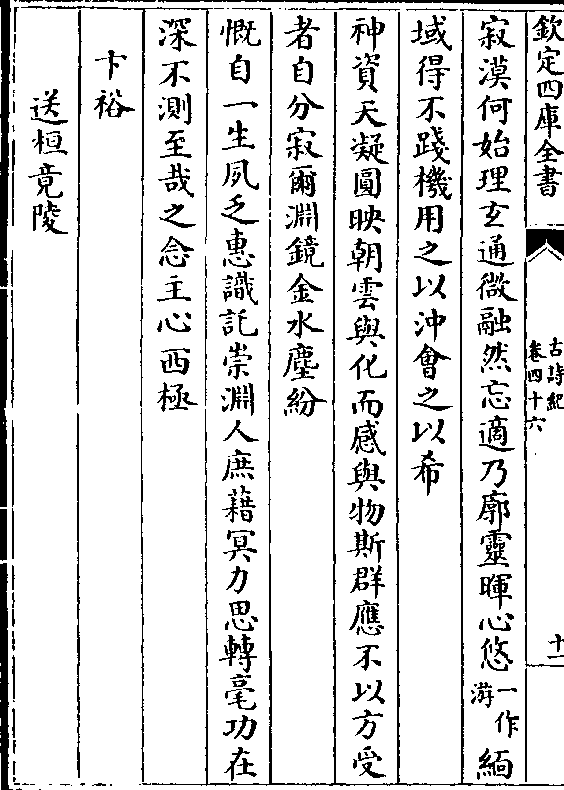 欽定四庫全書
古詩紀
卷四十六
十二
寂漠何始理玄通微融然忘適乃廓靈暉心悠一作游緬
域得不踐機用之以沖會之以希
神資天凝圓映朝雲與化而感與物斯群應不以方受
者自分寂爾淵鏡金水塵紛
慨自一生夙乏惠識託崇淵人庶藉冥力思轉毫功在
深不測至哉之念主心西極
卞裕
送桓竟陵